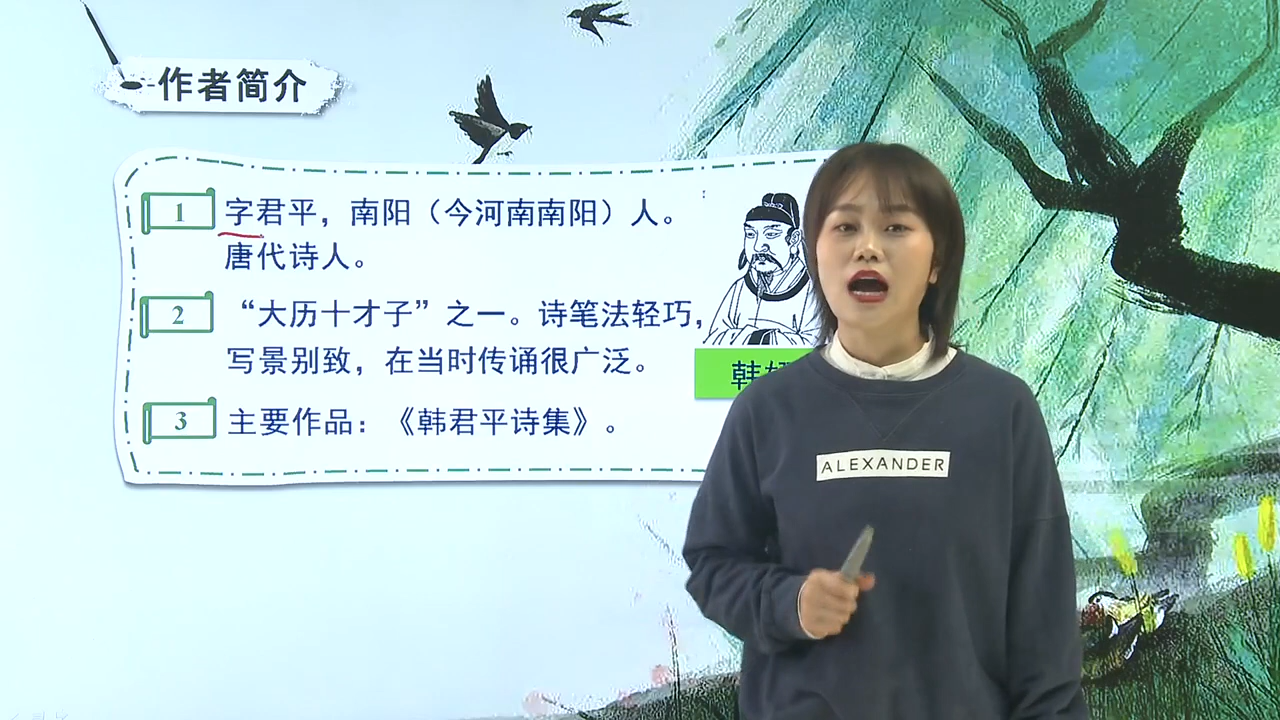 作者简介
1 字君平，南阳（今河南南阳）人。
唐代诗人。
2 “大历十才子”之一。诗笔法轻巧，
写景别致，在当时传诵很广泛。
3 主要作品：《韩君平诗集》。
韩
ALEXANDER